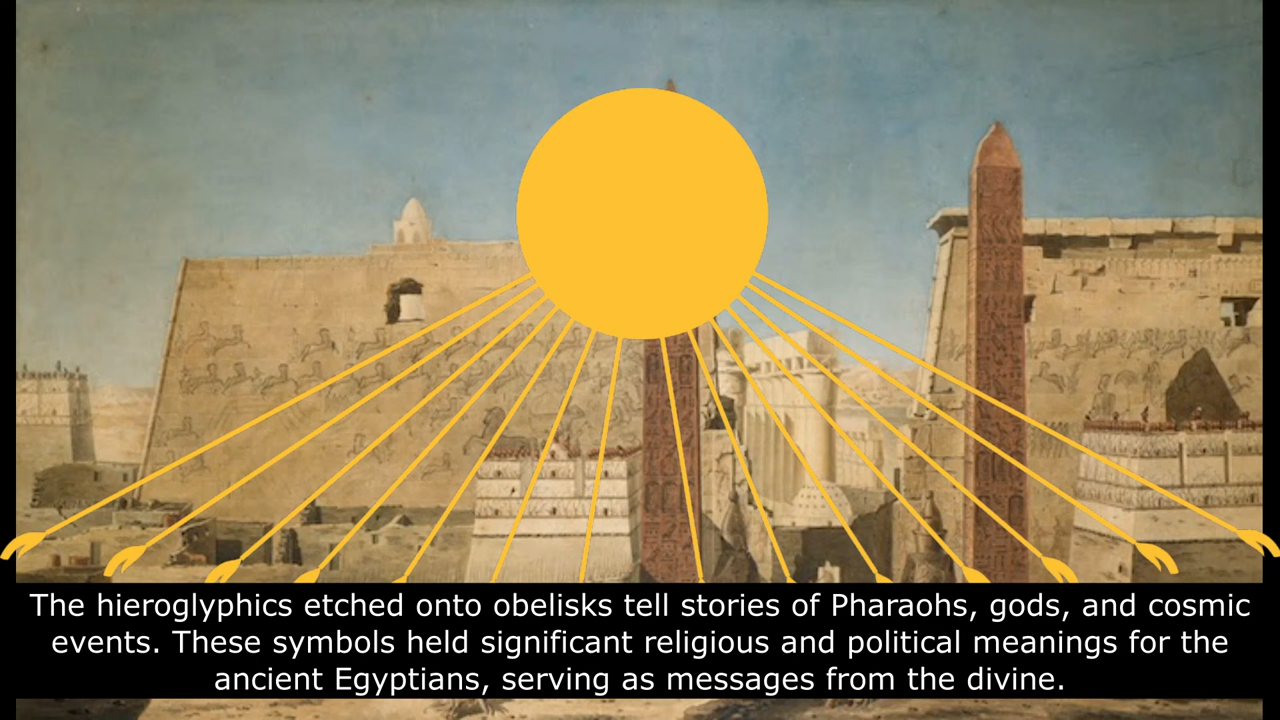 The hieroglyphics etched onto obelisks tell stories of Pharaohs, gods, and cosmic
events. These symbols held significant religious and political meanings for the
ancient Egyptians, serving as messages from the divine.